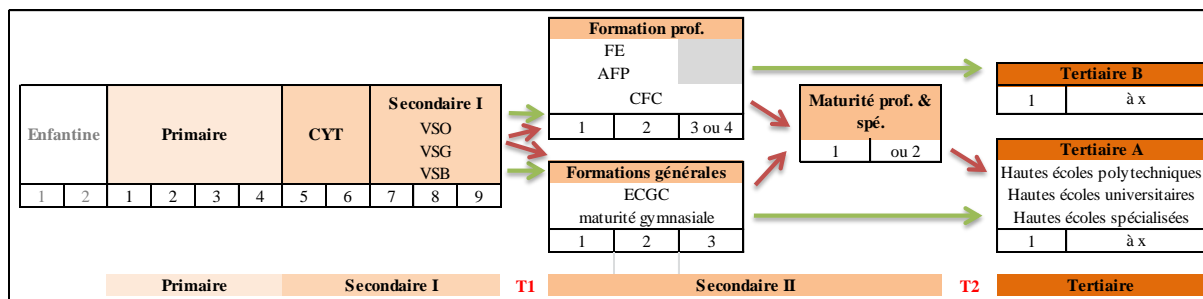 Enfantine
1 2
Primaire
1 2 3 4
CYT
5 6
Secondaire I
VSO
VSG
VSB
7 8 9
Formation prof.
FE
AFP
CFC
1 2 3 ou 4
Formations générales
ECGC
maturité gymnasiale
1 2 3
Maturité prof. &
spé.
1 ou 2
Tertiaire B
1 à x
Tertiaire A
Hautes écoles polytechniques
Hautes écoles universitaires
Hautes écoles spécialisées
1 à x
Primaire Secondaire I T1 Secondaire II T2 Tertiaire